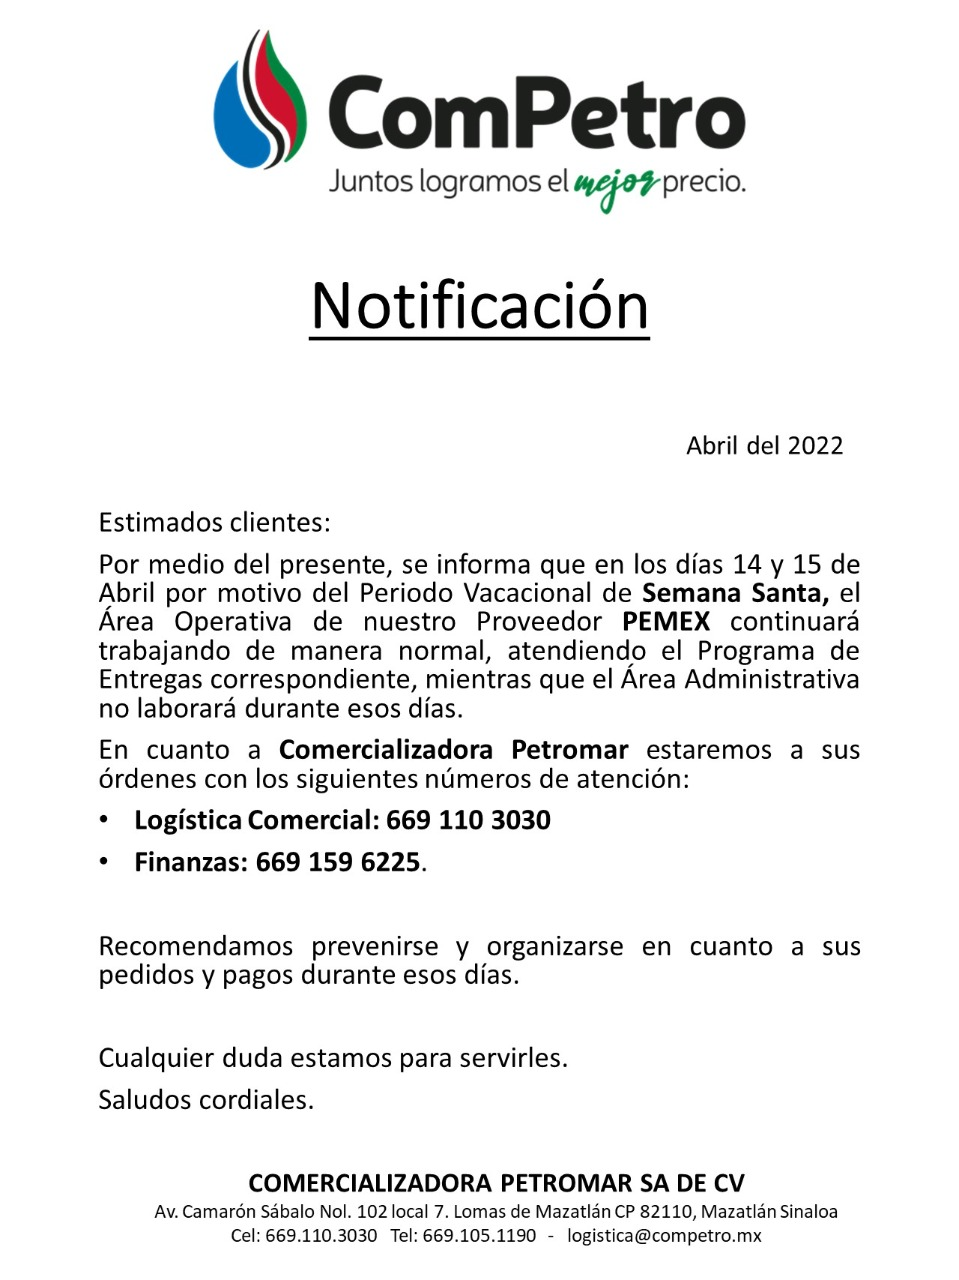 ComPetro
Juntos logramos el mejor precio.
Notificación
Abril del 2022
Estimados clientes:
Por medio del presente, se informa que en los días 14 y 15 de
Abril por motivo del Periodo Vacacional de Semana Santa, el
Área Operativa de nuestro Proveedor PEMEX continuará
trabajando de manera normal, atendiendo el Programa de
Entregas correspondiente, mientras que el Área Administrativa
no laborará durante esos días.
En cuanto a Comercializadora Petromar estaremos a sus
órdenes con los siguientes números de atención:
• Logística Comercial: 669 110 3030
• Finanzas: 669 159 6225.
Recomendamos prevenirse y organizarse en cuanto a sus
pedidos y pagos durante esos días.
Cualquier duda estamos para servirles.
Saludos cordiales.
COMERCIALIZADORA PETROMAR SA DE CV
Av. Camarón Sábalo Nol. 102 local 7. Lomas de Mazatlán CP 82110, Mazatlán Sinaloa
Cel: 669.110.3030 Tel: 669.105.1190 - logistica@competro.mx